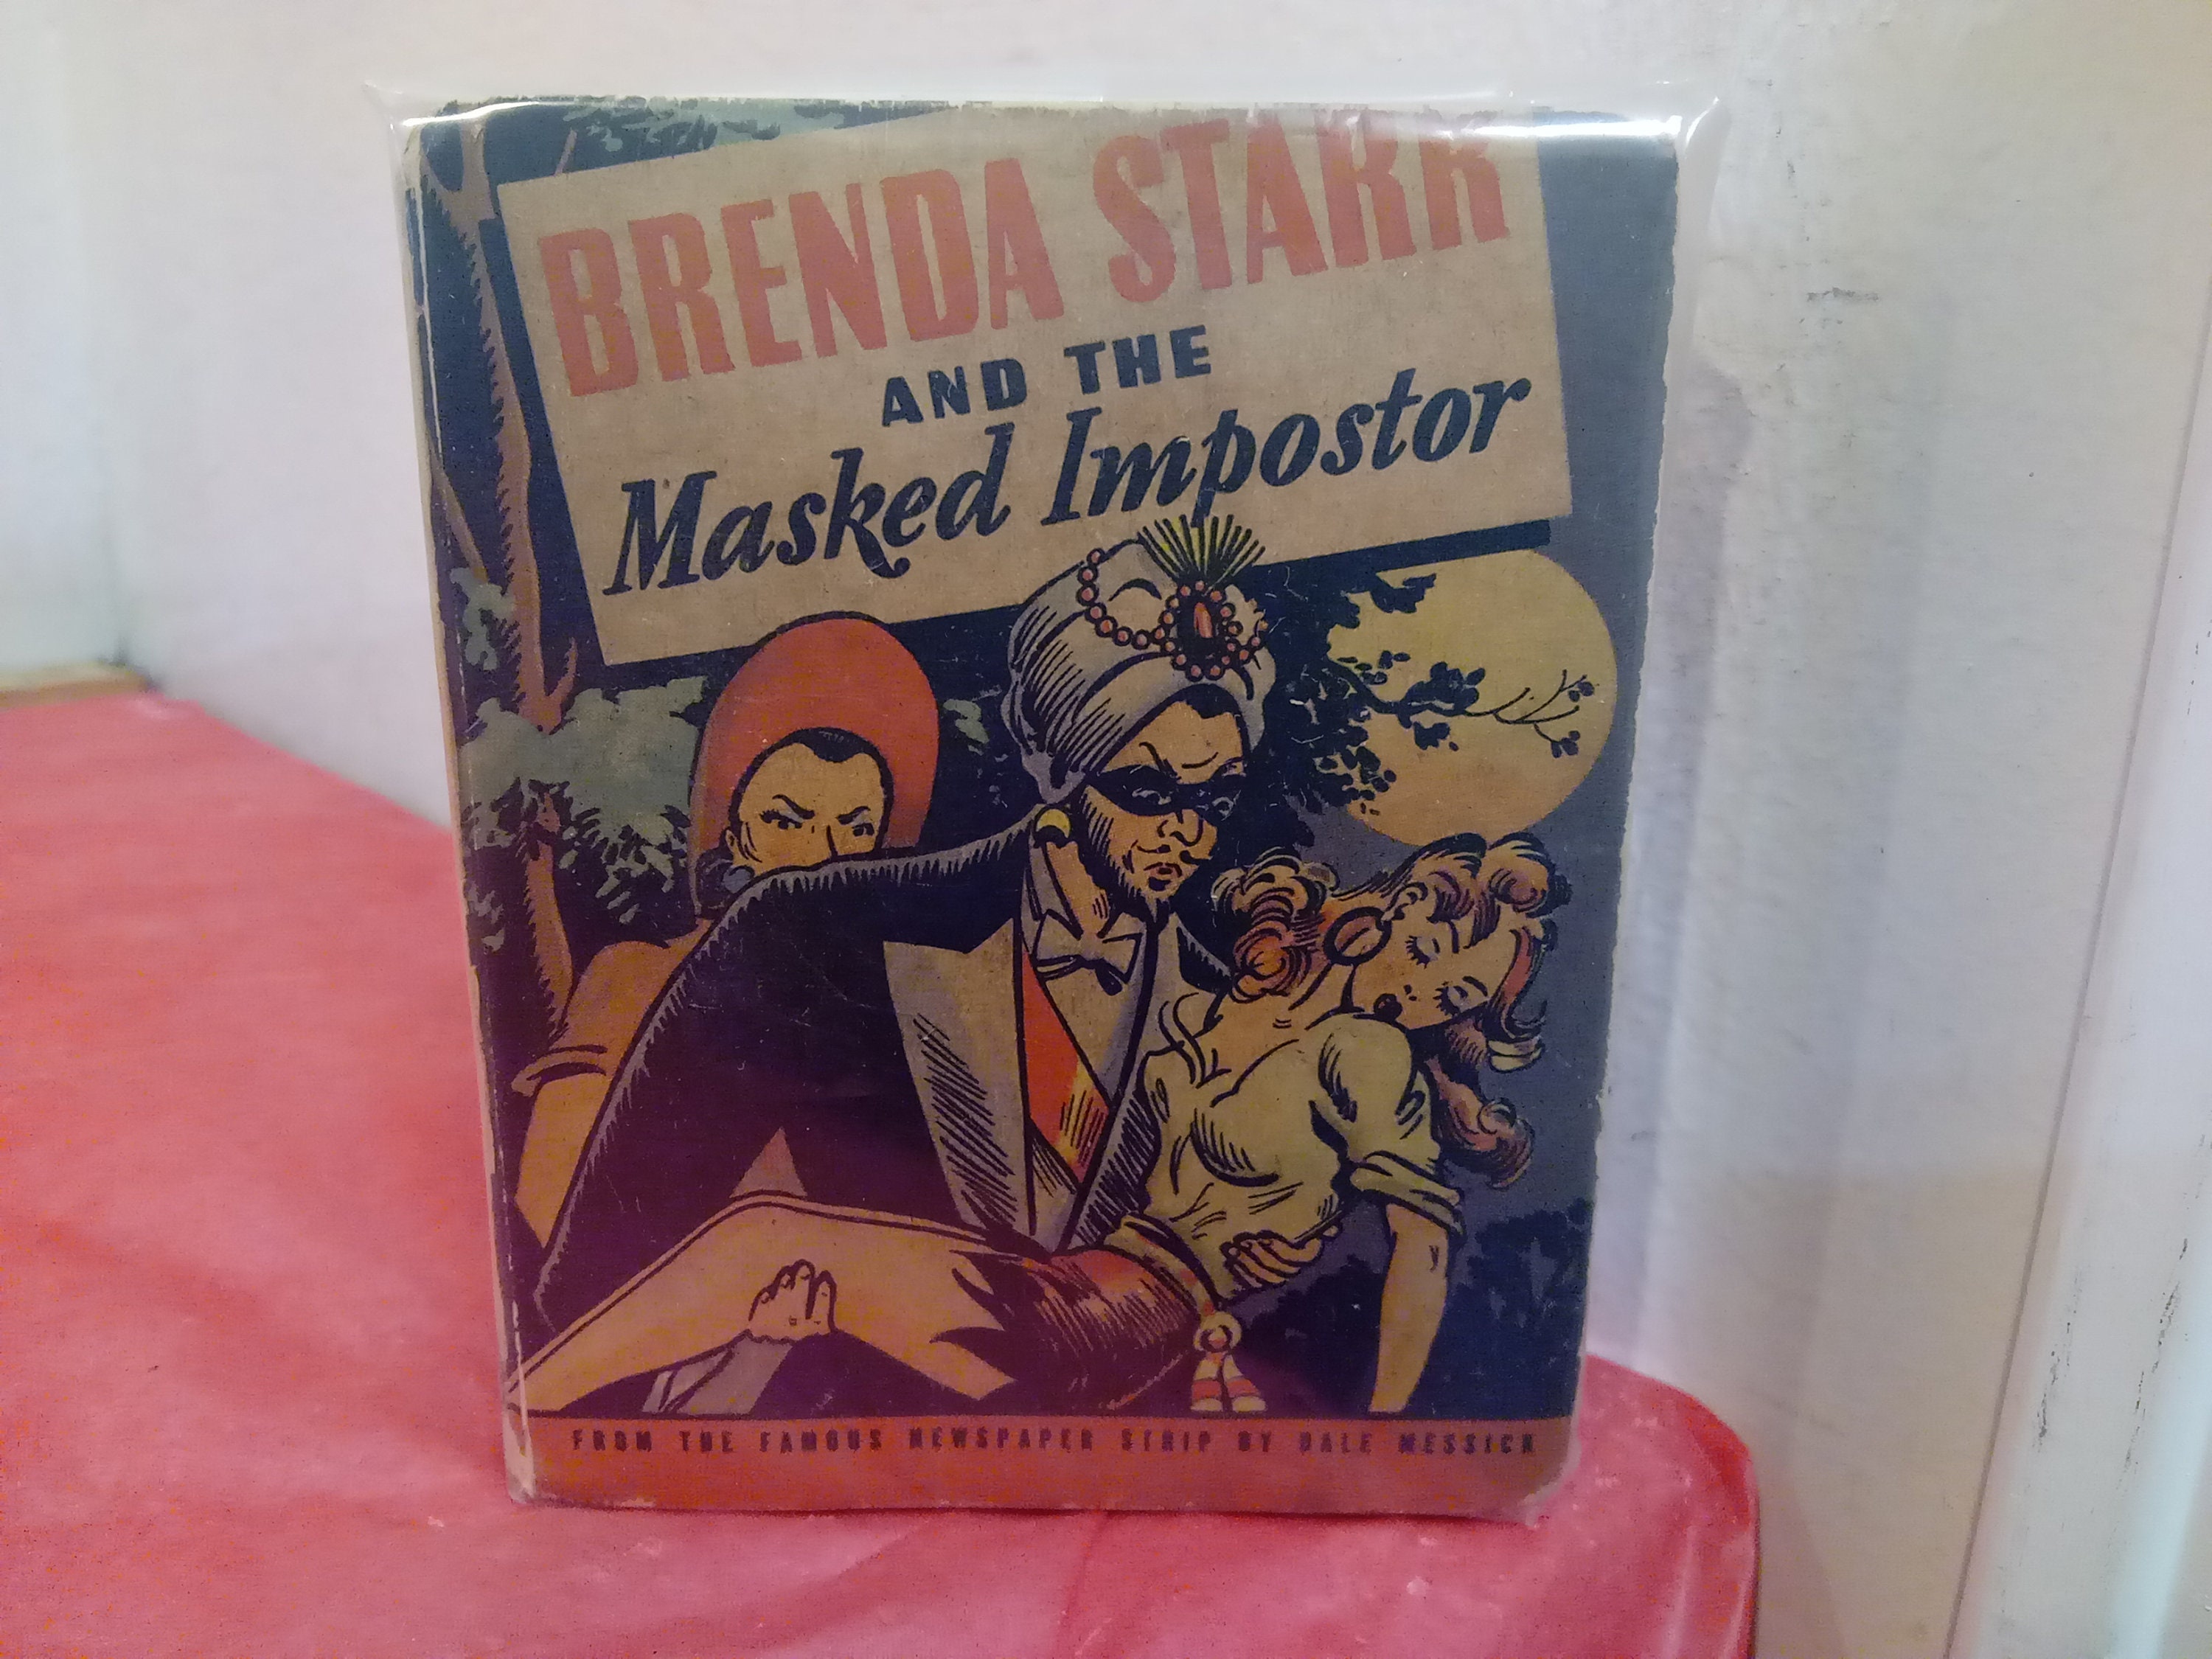 BRENDA STARR
AND THE
Masked Impostor
FROM THE FAMOUS NEWSPAPER STRIP BY DALE MESSICK